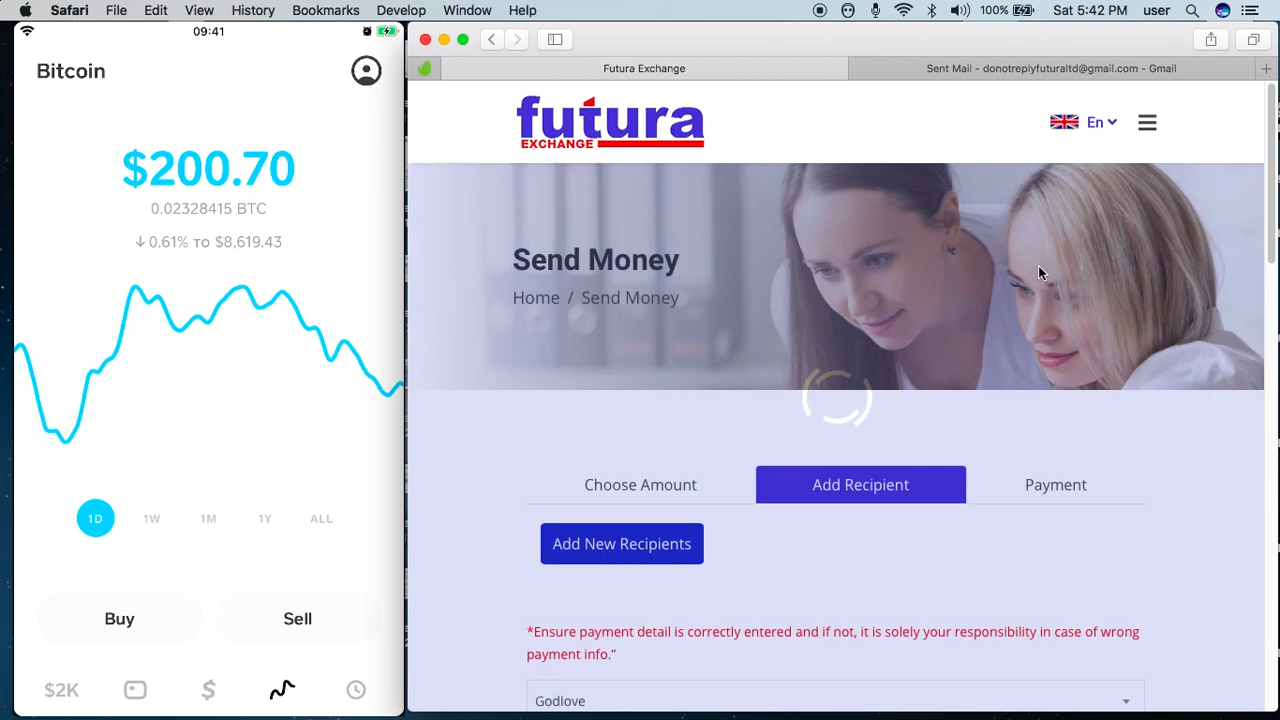 Safari File Edit View History Bookmarks Develop Window Help 100% Sat 5:42 PM user
09:41
Bitcoin
$200.70
0.02328415 BTC
↓ 0.61% to $8,619.43
1D 1W 1M 1Y ALL
Buy Sell
$2K $
Futura Exchange Sent Mail - donotreplyfuturaltd@gmail.com - Gmail
futura
EXCHANGE
En
Send Money
Home / Send Money
Choose Amount Add Recipient Payment
Add New Recipients
*Ensure payment detail is correctly entered and if not, it is solely your responsibility in case of wrong
payment info.”
Godlove